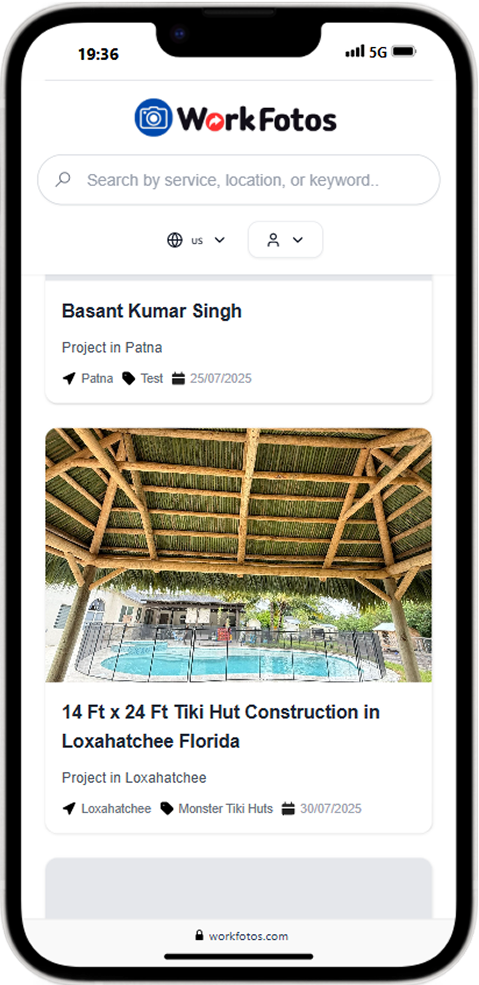 19:36
5G
WorkFotos
Search by service, location, or keyword..
US
Basant Kumar Singh
Project in Patna
Patna Test 25/07/2025
14 Ft x 24 Ft Tiki Hut Construction in
Loxahatchee Florida
Project in Loxahatchee
Loxahatchee Monster Tiki Huts 30/07/2025
workfotos.com